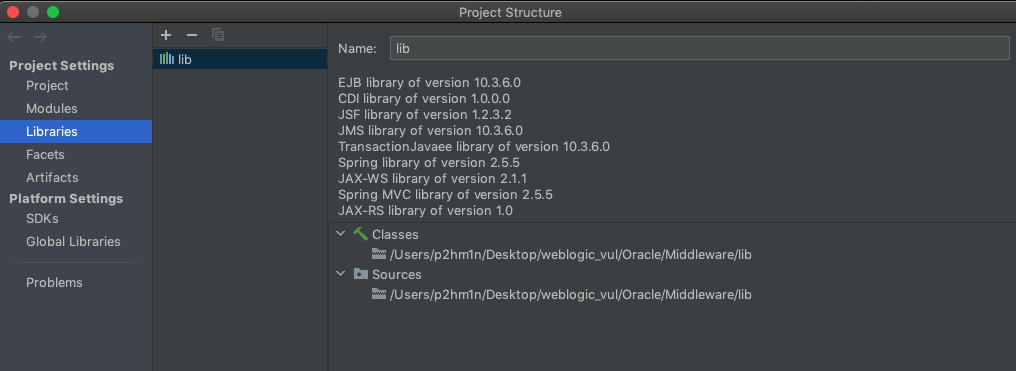 Project Structure
Project Settings
Project
Modules
Libraries
Facets
Artifacts
Platform Settings
SDKs
Global Libraries
Problems
lib
Name: lib
EJB library of version 10.3.6.0
CDI library of version 1.0.0.0
JSF library of version 1.2.3.2
JMS library of version 10.3.6.0
TransactionJavaee library of version 10.3.6.0
Spring library of version 2.5.5
JAX-WS library of version 2.1.1
Spring MVC library of version 2.5.5
JAX-RS library of version 1.0
Classes
/Users/p2hm1n/Desktop/weblogic_vul/Oracle/Middleware/lib
Sources
/Users/p2hm1n/Desktop/weblogic_vul/Oracle/Middleware/lib